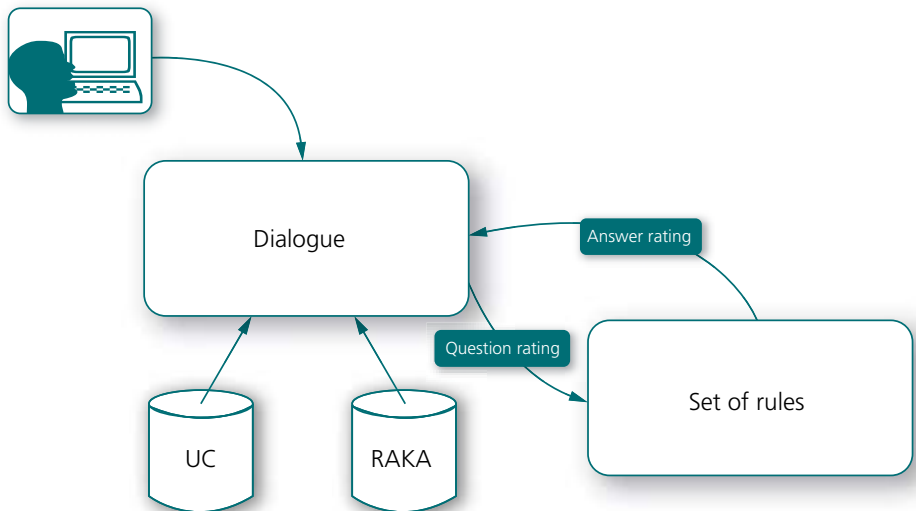 Dialogue
Answer rating
Question rating
Set of rules
UC
RAKA